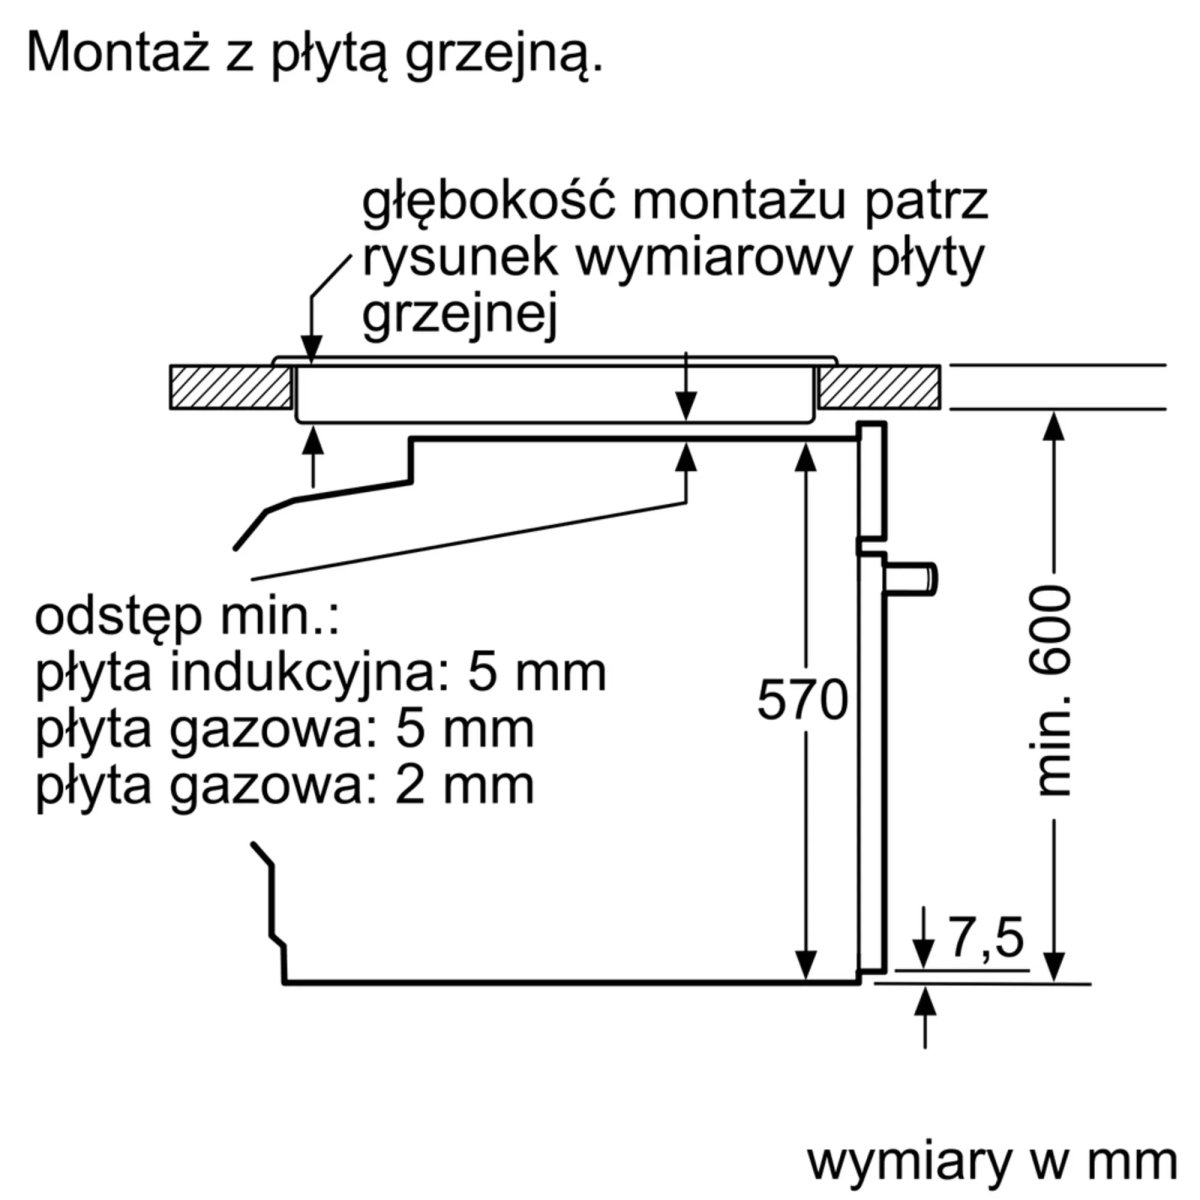 Montaż z płytą grzejną.
głębokość montażu patrz
rysunek wymiarowy płyty
grzejnej
odstęp min.:
płyta indukcyjna: 5 mm
płyta gazowa: 5 mm
płyta gazowa: 2 mm
570
min. 600
7,5
wymiary w mm